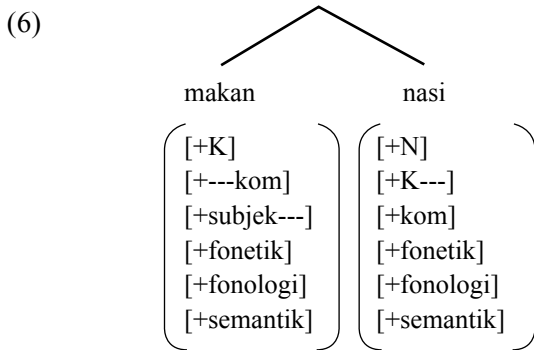 (6)
makan nasi
[+K] [+N]
[+---kom] [+K---]
[+subjek---] [+kom]
[+fonetik] [+fonetik]
[+fonologi] [+fonologi]
[+semantik] [+semantik]